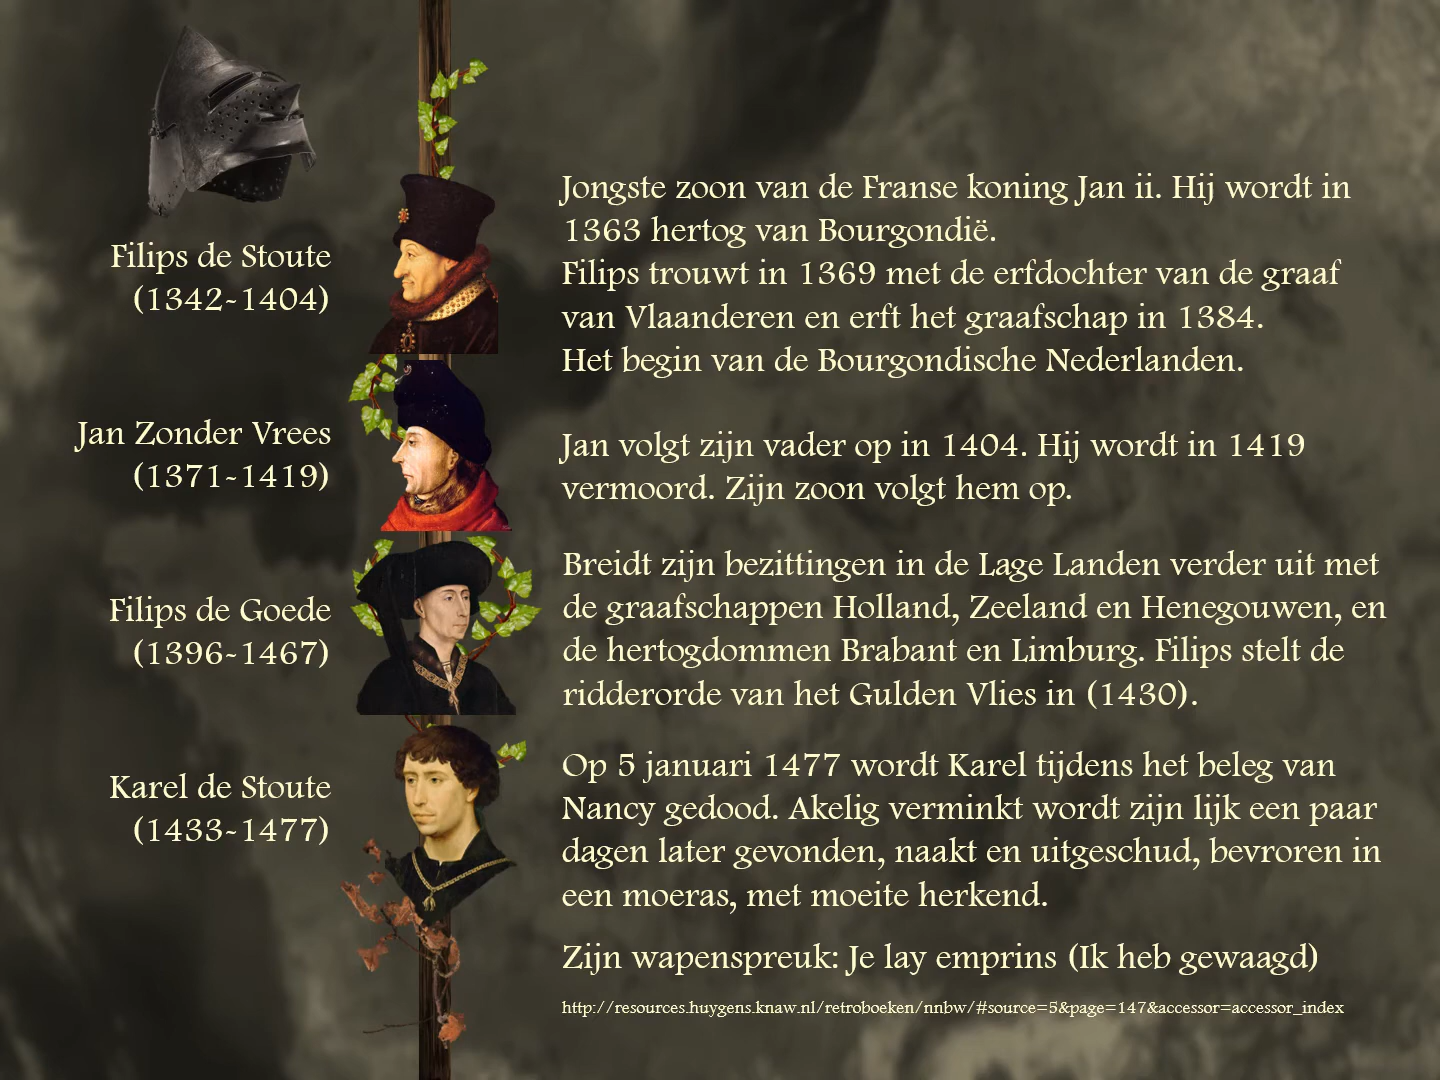 Filips de Stoute
(1342-1404)
Jongste zoon van de Franse koning Jan ii. Hij wordt in
1363 hertog van Bourgondië.
Filips trouwt in 1369 met de erfdochter van de graaf
van Vlaanderen en erft het graafschap in 1384.
Het begin van de Bourgondische Nederlanden.
Jan Zonder Vrees
(1371-1419)
Jan volgt zijn vader op in 1404. Hij wordt in 1419
vermoord. Zijn zoon volgt hem op.
Filips de Goede
(1396-1467)
Breidt zijn bezittingen in de Lage Landen verder uit met
de graafschappen Holland, Zeeland en Henegouwen, en
de hertogdommen Brabant en Limburg. Filips stelt de
ridderorde van het Gulden Vlies in (1430).
Karel de Stoute
(1433-1477)
Op 5 januari 1477 wordt Karel tijdens het beleg van
Nancy gedood. Akelig verminkt wordt zijn lijk een paar
dagen later gevonden, naakt en uitgeschud, bevroren in
een moeras, met moeite herkend.
Zijn wapenspreuk: Je lay emprins (Ik heb gewaagd)
http://resources.huygens.knaw.nl/retroboeken/nnbw/#source=5&page=147&accessor=accessor_index